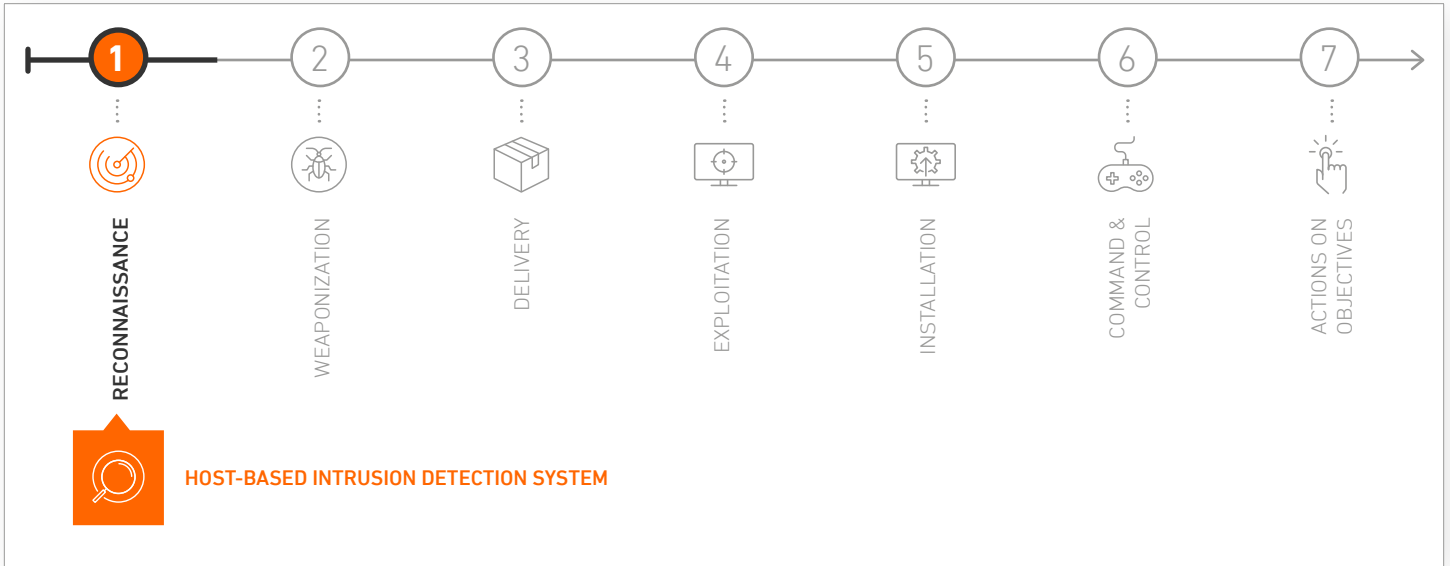 1
2
3
4
5
6
7
RECONNAISSANCE
WEAPONIZATION
DELIVERY
EXPLOITATION
INSTALLATION
COMMAND &
CONTROL
ACTIONS ON
OBJECTIVES
HOST-BASED INTRUSION DETECTION SYSTEM